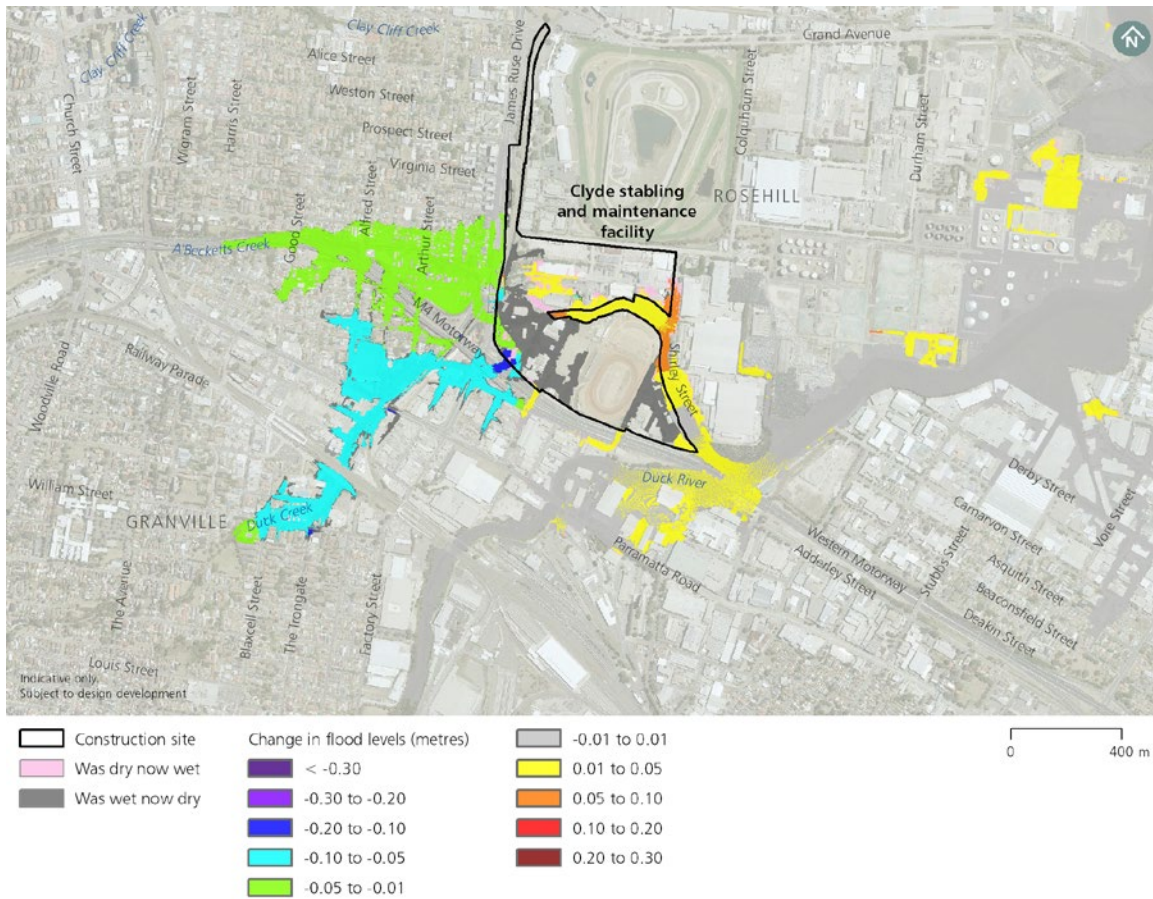 Clay Cliff Creek
Clay Cliff Creek
Alice Street
Weston Street
Prospect Street
Virginia Street
Church Street
Wigram Street
Harris Street
James Ruse Drive
Grand Avenue
N
Colquhoun Street
Durham Street
Clyde stabling
and maintenance
facility
ROSEHILL
A'Becketts Creek
Good Street
Alfred Street
Arthur Street
M4 Motorway
Railway Parade
Woodville Road
Shirley Street
William Street
GRANVILLE
Duck Creek
Duck River
Parramatta Road
Western Motorway
Adderley Street
Stubbs Street
Derby Street
Carnarvon Street
Vore Street
Asquith Street
Beaconsfield Street
Deakin Street
The Avenue
Blaxcell Street
The Trongate
Factory Street
Louis Street
Indicative only.
Subject to design development
Construction site
Was dry now wet
Was wet now dry
Change in flood levels (metres)
< -0.30
-0.30 to -0.20
-0.20 to -0.10
-0.10 to -0.05
-0.05 to -0.01
-0.01 to 0.01
0.01 to 0.05
0.05 to 0.10
0.10 to 0.20
0.20 to 0.30
0 400 m